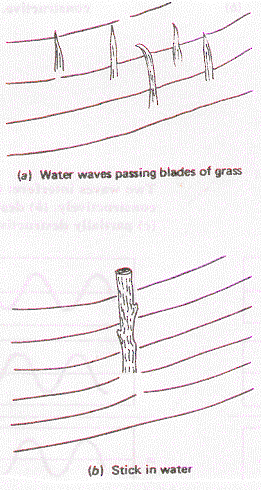 (a) Water waves passing blades of grass
(b) Stick in water